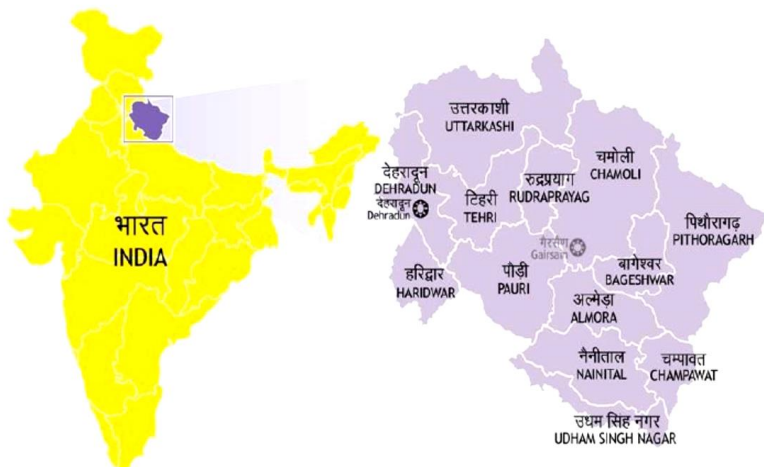 भारत
INDIA
उत्तरकाशी
UTTARKASHI
देहरादून
DEHRADUN
देहरादून
Dehradun
टिहरी
TEHRI
रुद्रप्रयाग
RUDRAPRAYAG
चमोली
CHAMOLI
पिथौरागढ़
PITHORAGARH
हरिद्वार
HARIDWAR
पौड़ी
PAURI
गैरसैंण
Gairsain
बागेश्वर
BAGESHWAR
अल्मोड़ा
ALMORA
नैनीताल
NAINITAL
चम्पावत
CHAMPAWAT
उधम सिंह नगर
UDHAM SINGH NAGAR